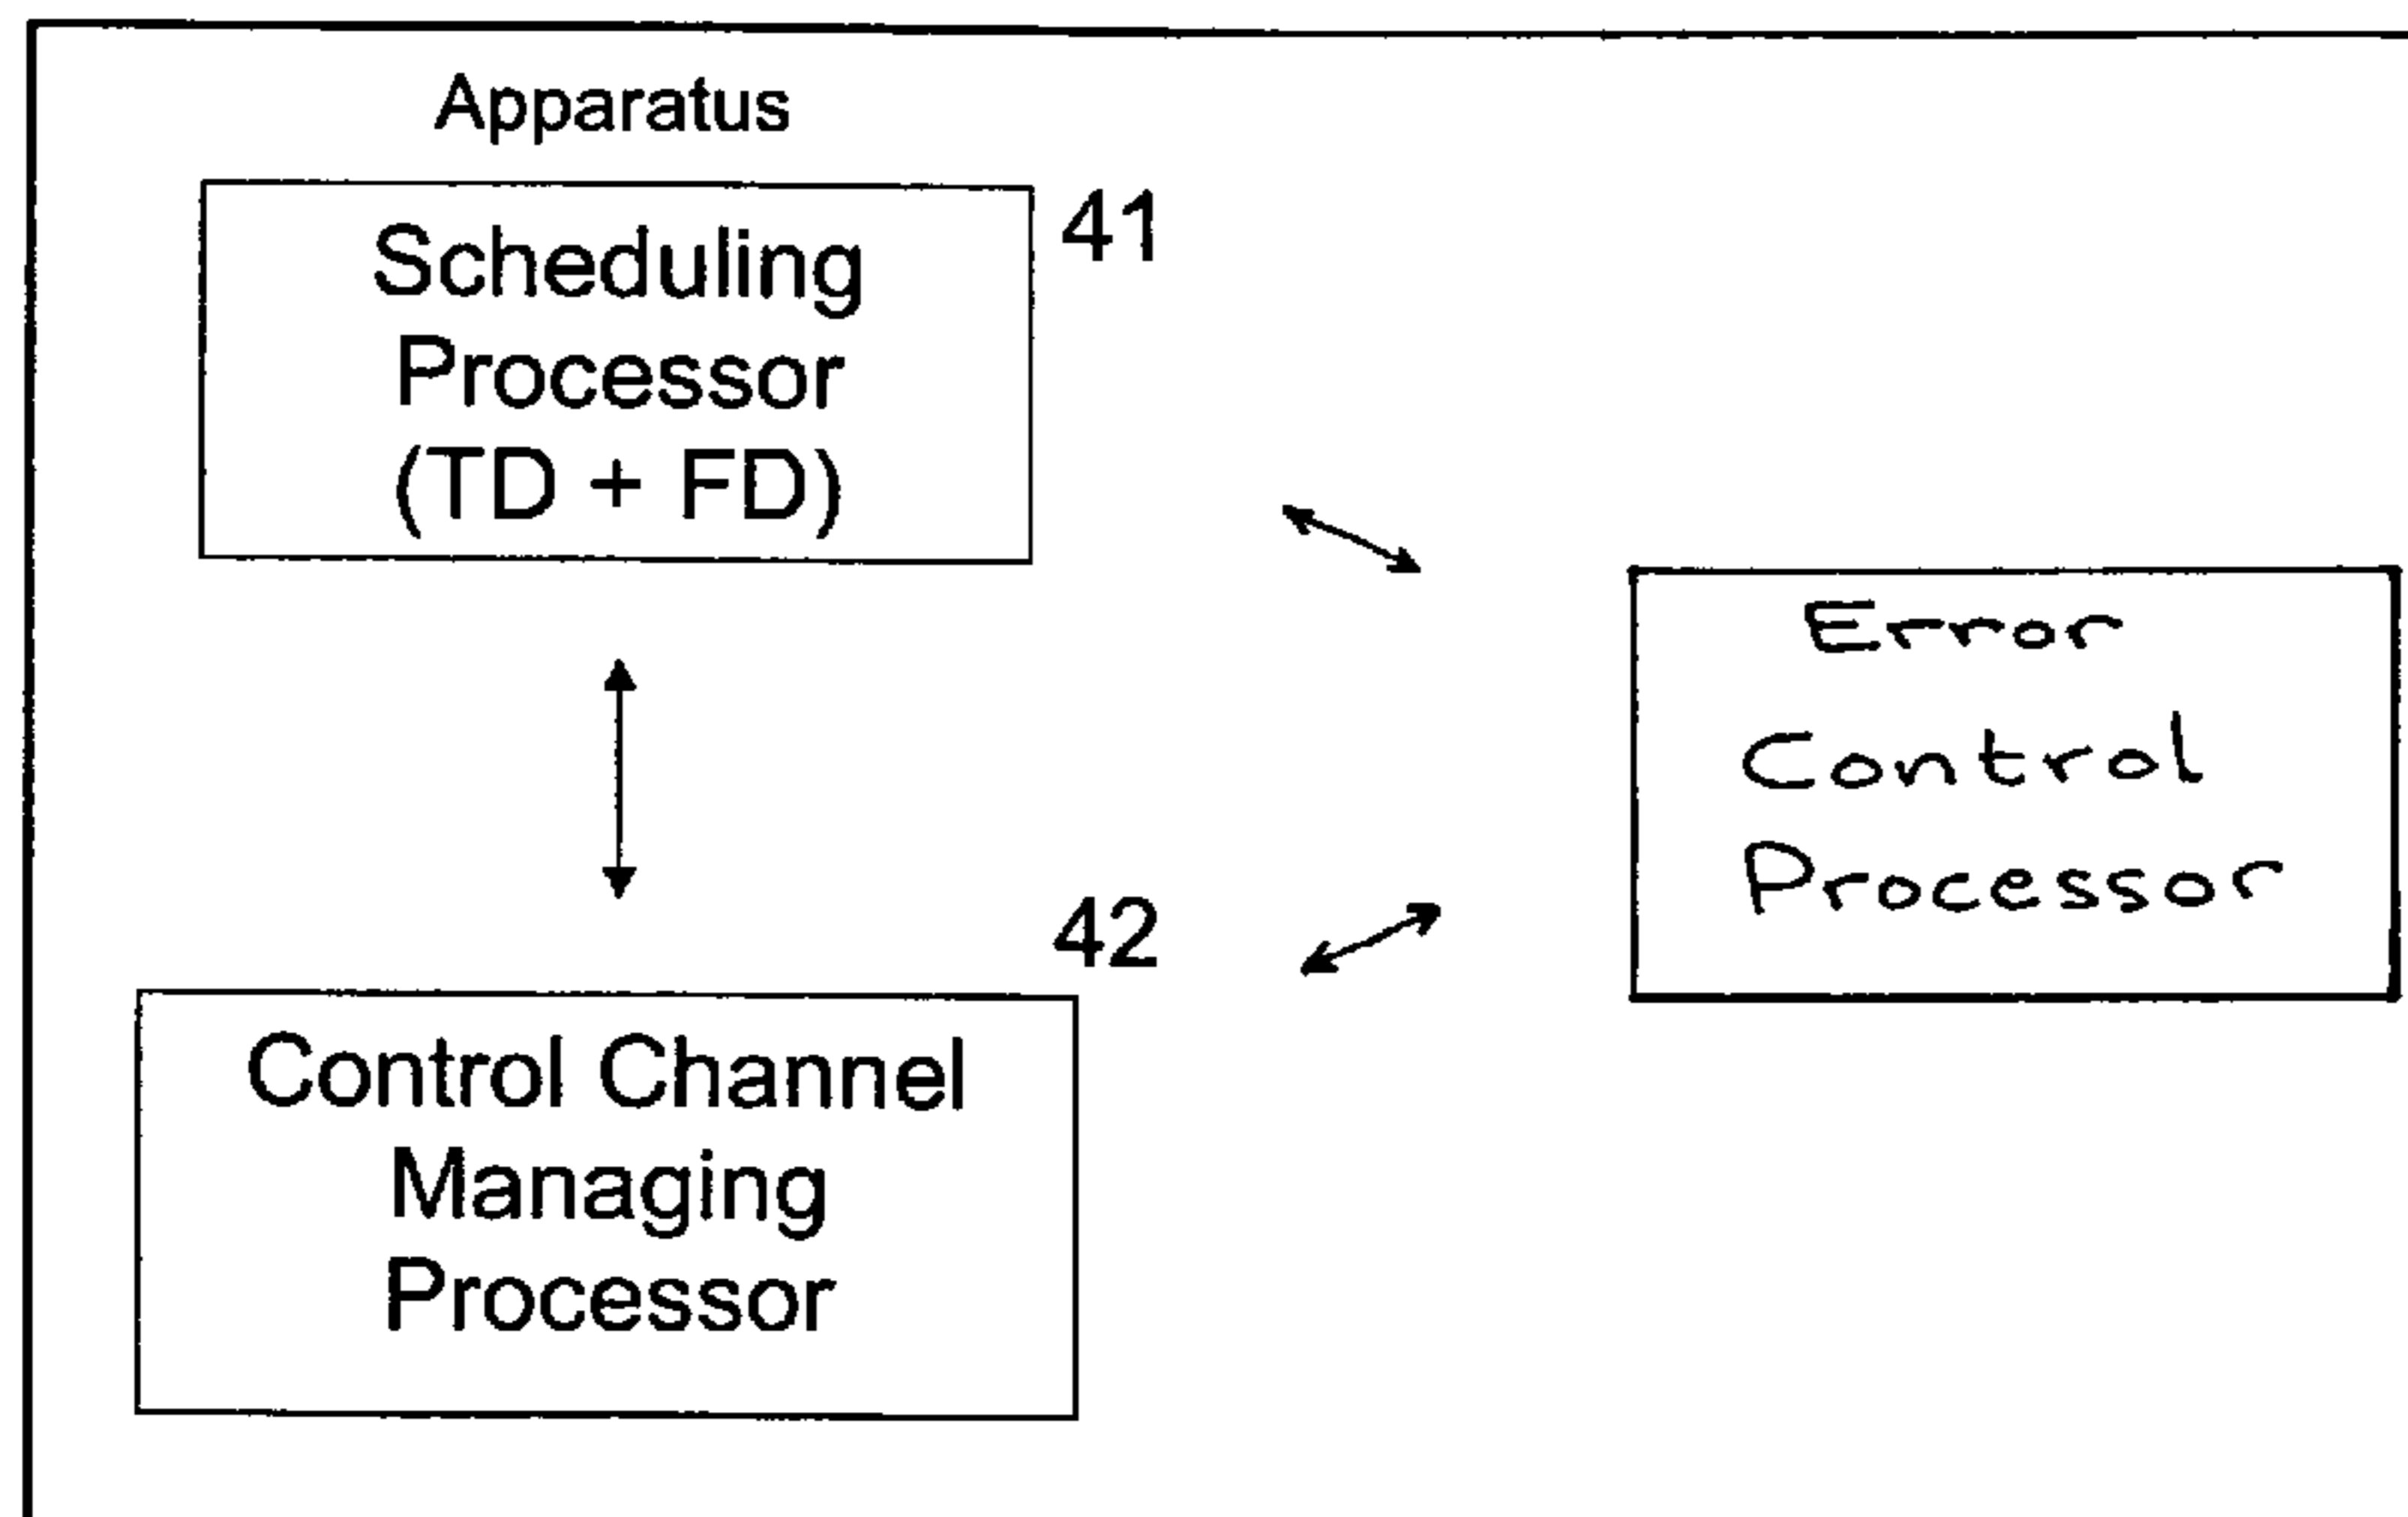 Apparatus
41
Scheduling
Processor
(TD + FD)
Error
Control
Processor
42
Control Channel
Managing
Processor